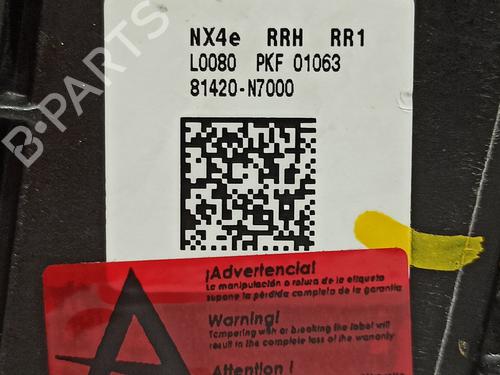 NX4e RRH RR1
L0080 PKF 01063
81420-N7000
B-PARTS
¡Advertencia!
La manipulación o rotura de la etiqueta
supone la pérdida completa de la garantía
Warning!
Tampering with or breaking the label will
result in the complete loss of the warranty
Attention !